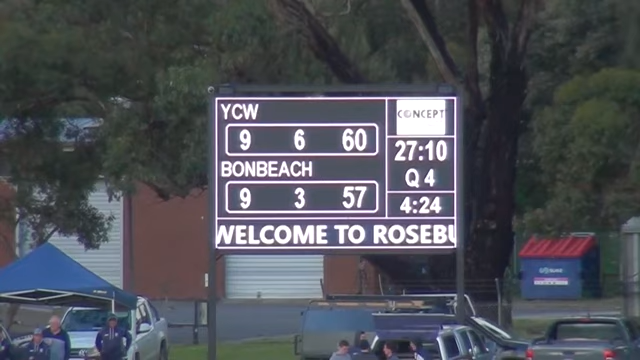 YCW
9 6 60
BONBEACH
9 3 57
CONCEPT
27:10
Q 4
4:24
WELCOME TO ROSEBU